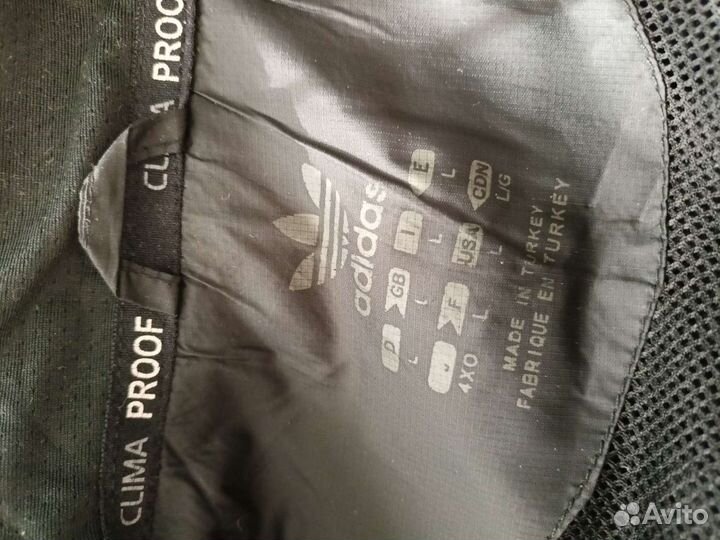 CLIMA PROOF
CLIMA PROOF
adidas
D GB I E
L L L L
J F USA CDN
4XO L L L/G
MADE IN TURKEY
FABRIQUE EN TURKEY
Avito